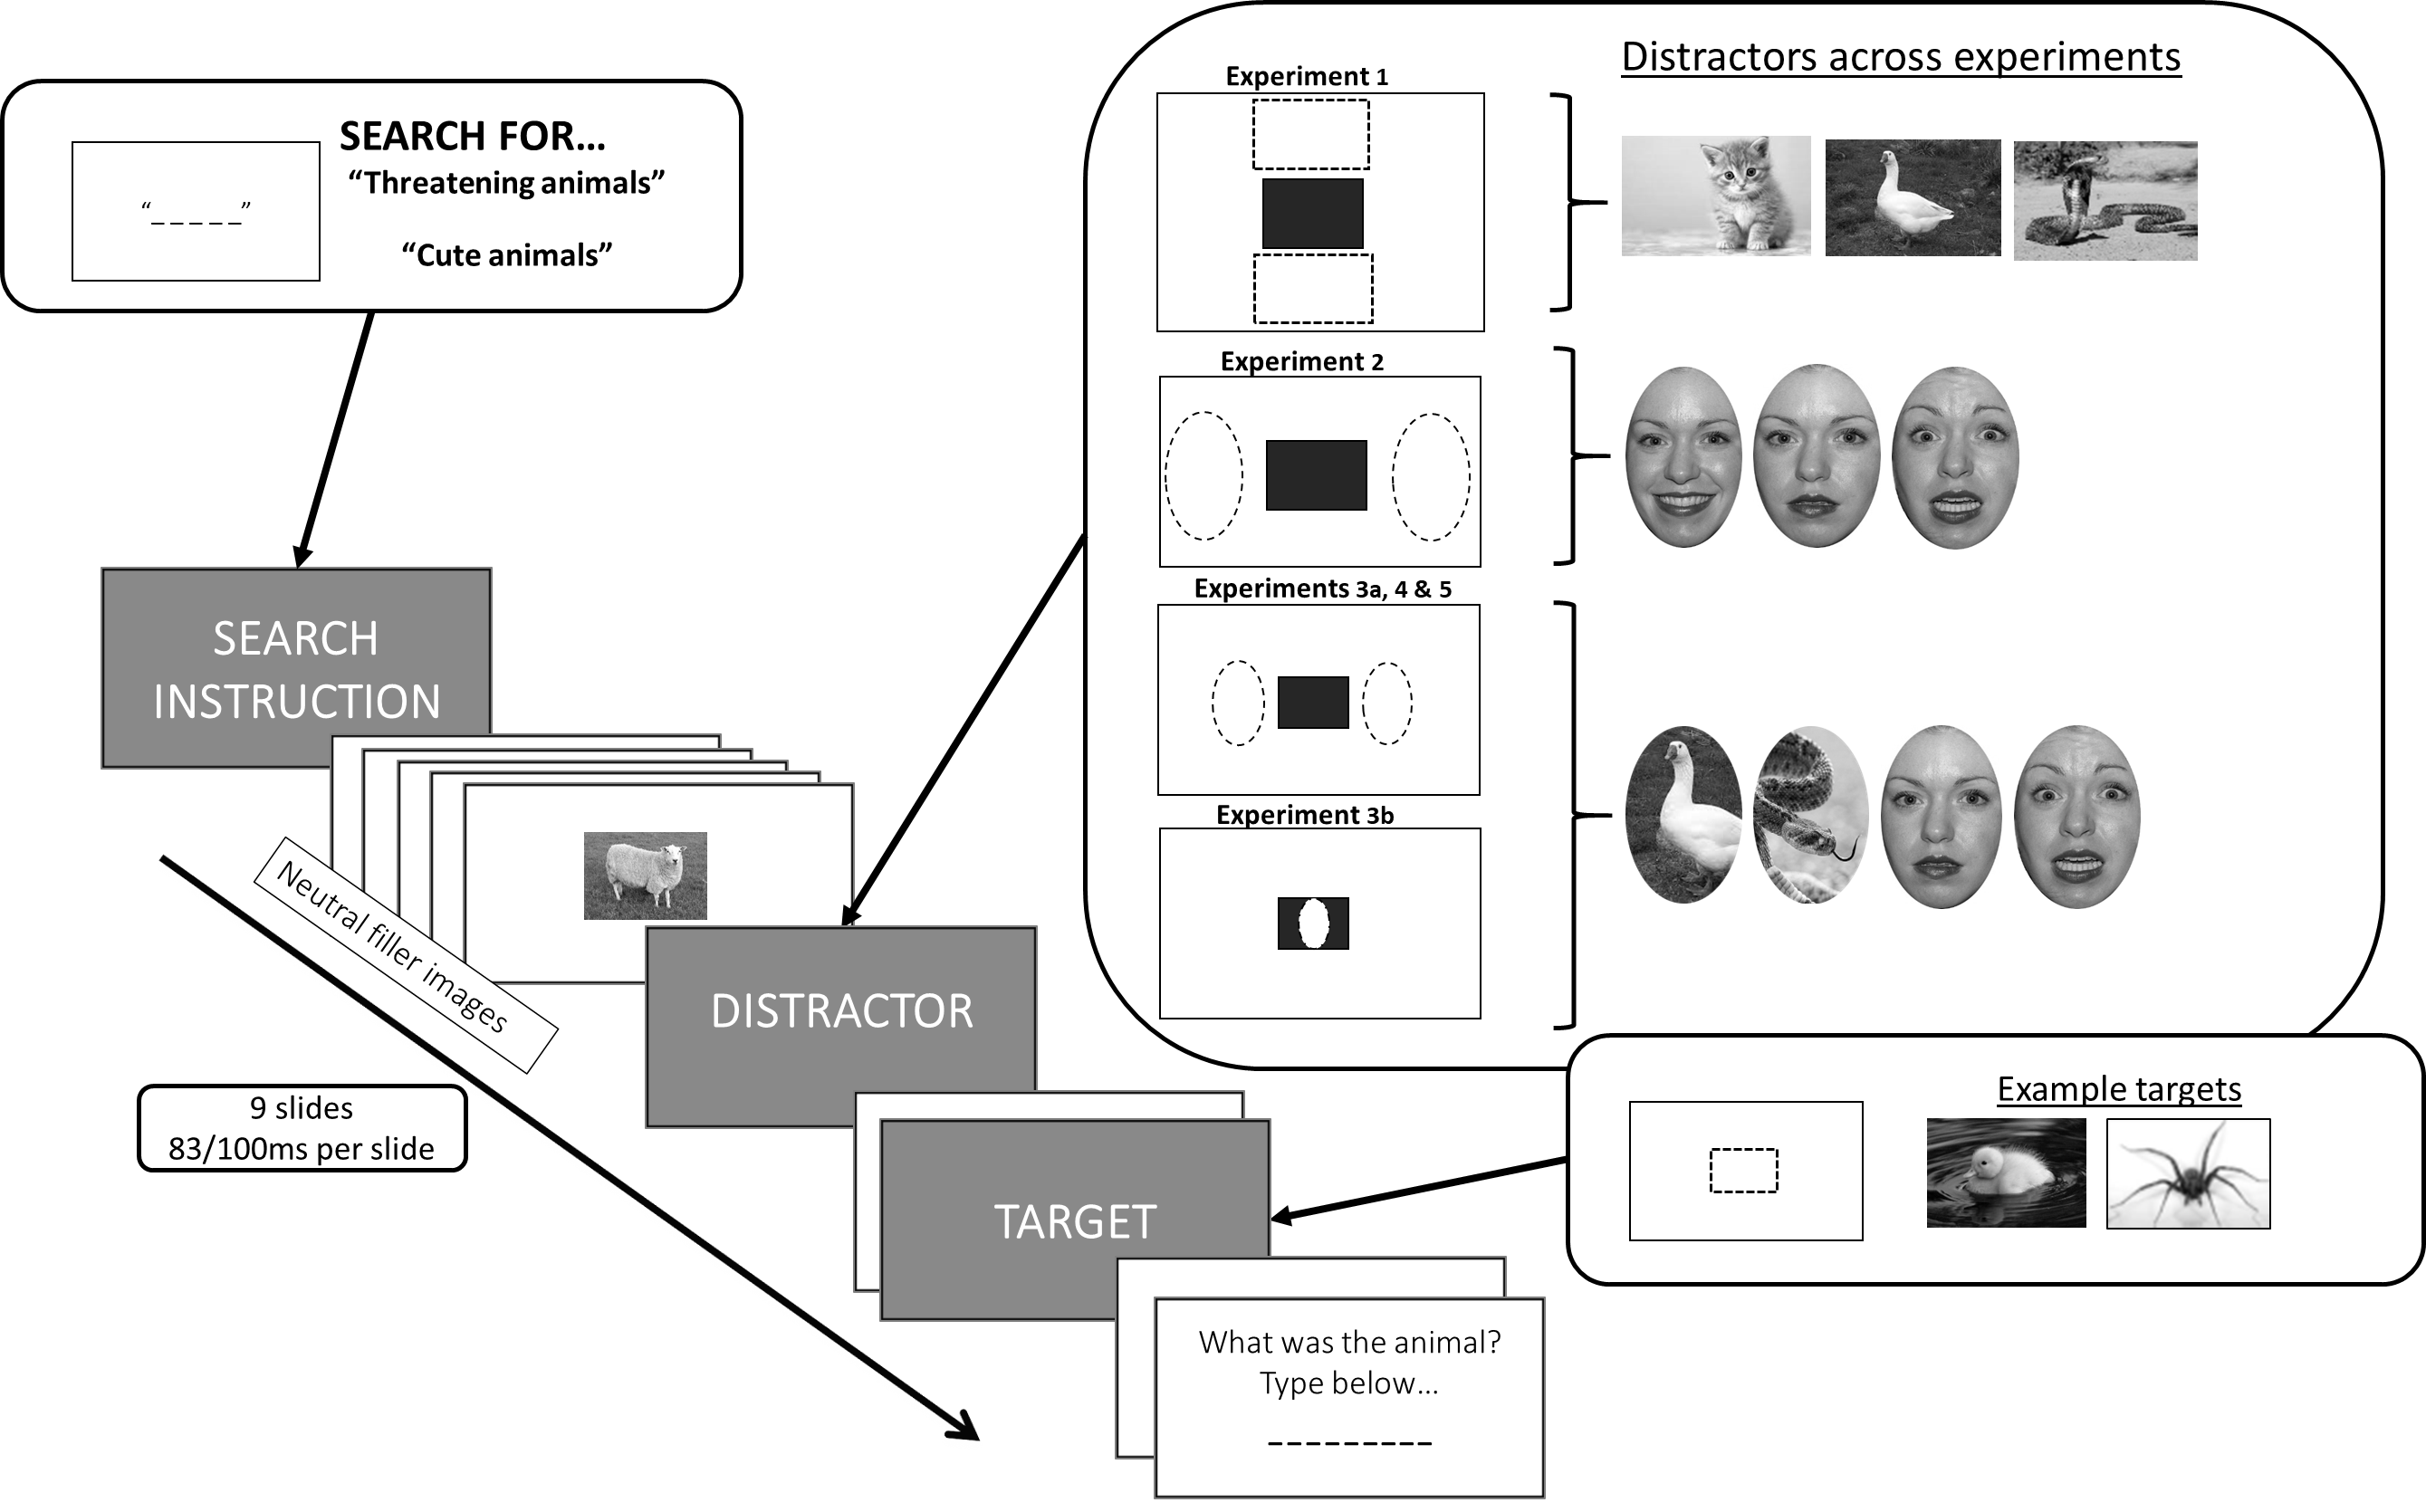 SEARCH FOR...
“Threatening animals”
“_ _ _ _ _”
“Cute animals”
SEARCH
INSTRUCTION
Neutral filler images
9 slides
83/100ms per slide
DISTRACTOR
TARGET
What was the animal?
Type below...
_ _ _ _ _ _ _ _ _
Distractors across experiments
Experiment 1
Experiment 2
Experiments 3a, 4 & 5
Experiment 3b
Example targets